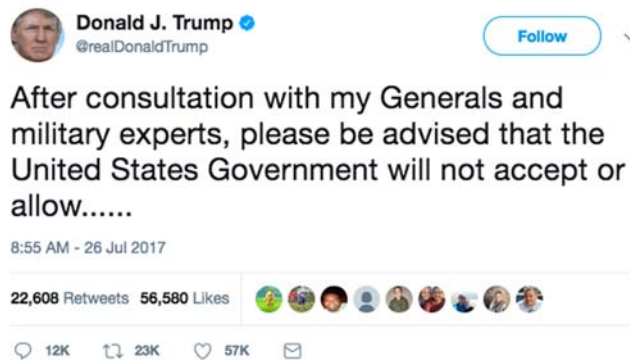 Donald J. Trump
@realDonaldTrump
Follow
After consultation with my Generals and
military experts, please be advised that the
United States Government will not accept or
allow......
8:55 AM - 26 Jul 2017
22,608 Retweets 56,580 Likes
12K 23K 57K